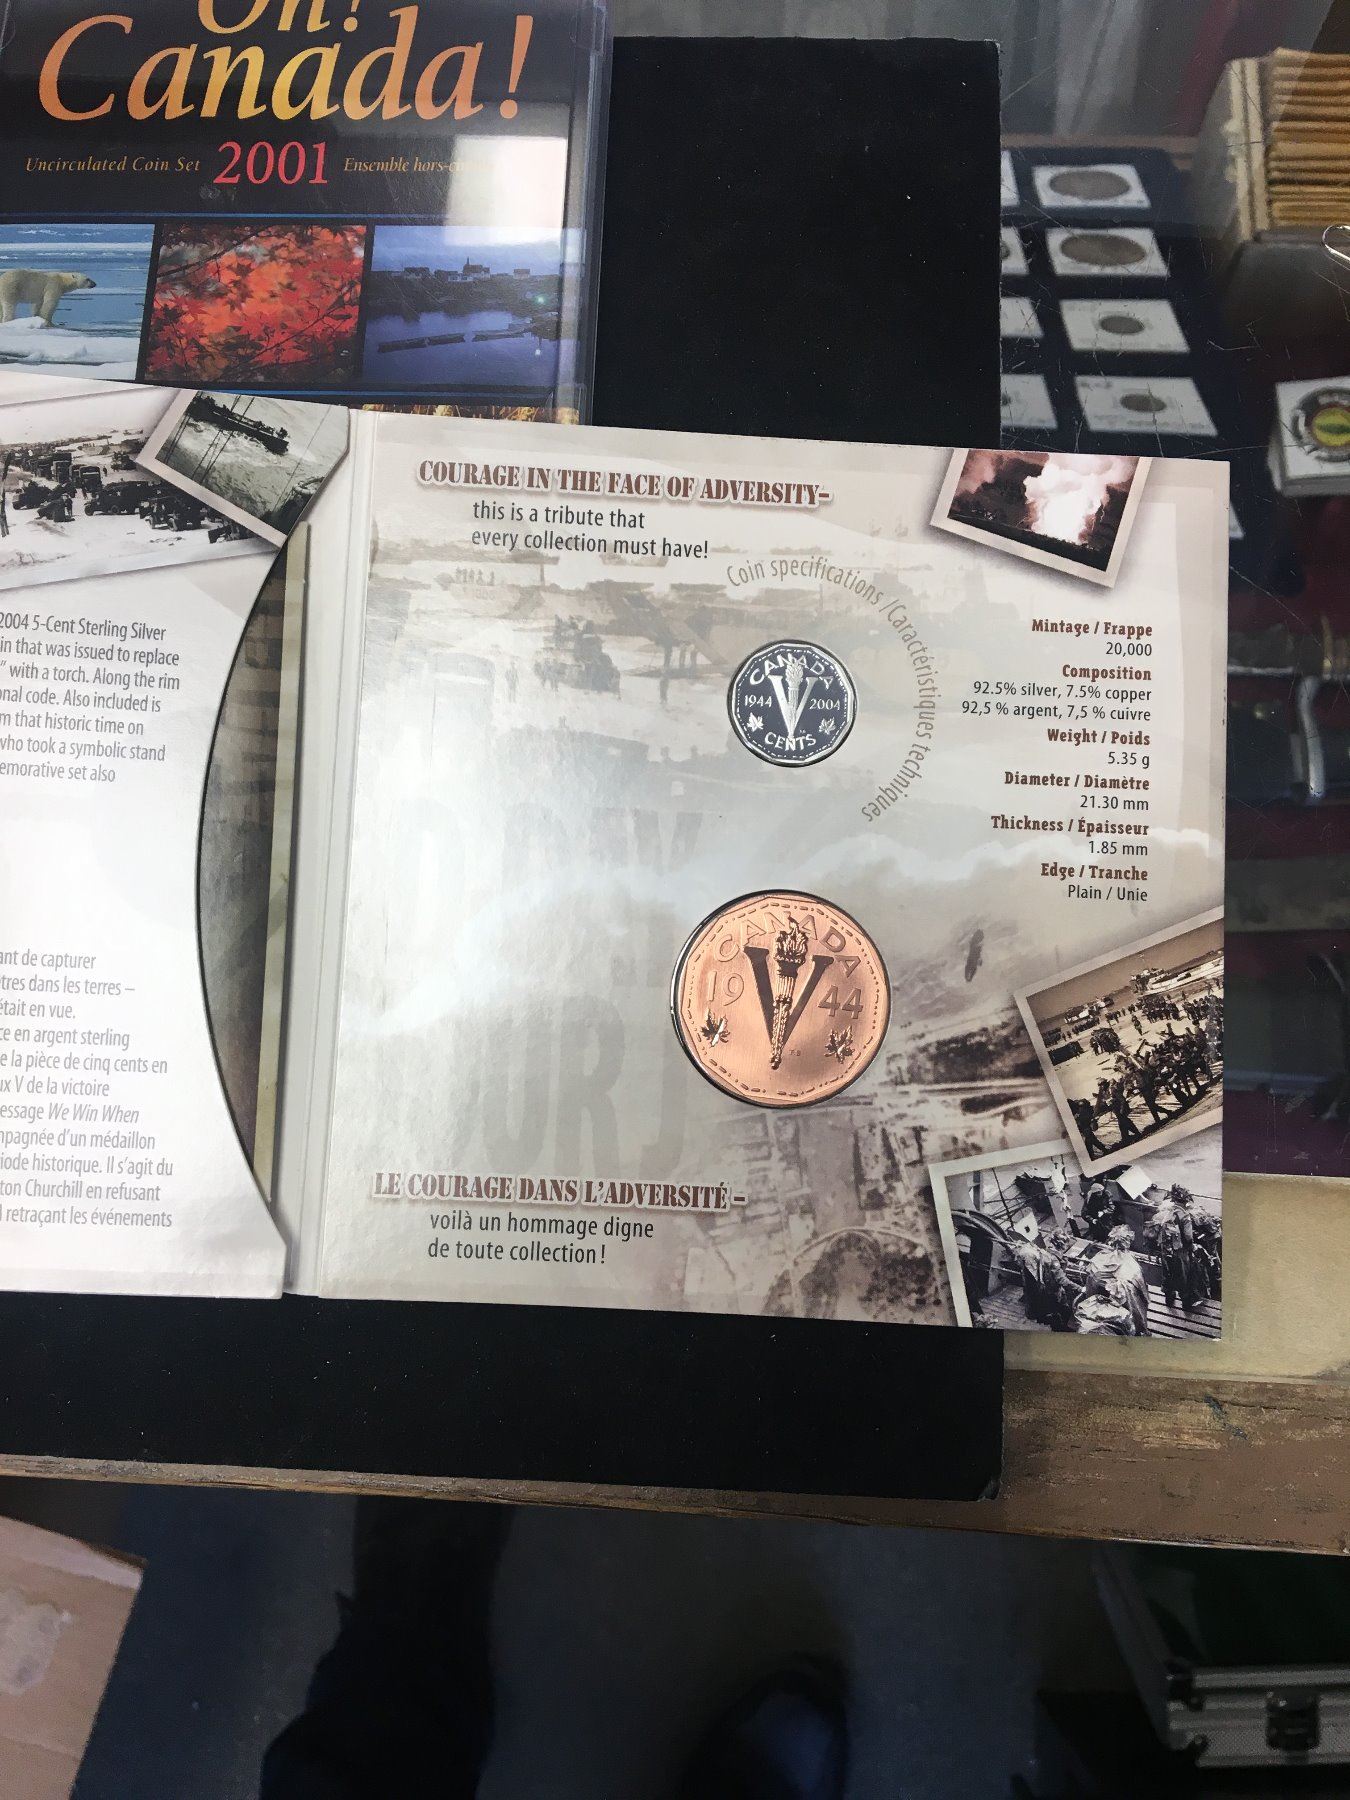 Oh!
Canada!
Uncirculated Coin Set 2001 Ensemble
2004 5-Cent Sterling Silver
in that was issued to replace
" with a torch. Along the rim
nal code. Also included is
m that historic time on
who took a symbolic stand
emorative set also
ant de capturer
tres dans les terres –
était en vue.
ce en argent sterling
e la pièce de cinq cents en
ux V de la victoire
essage We Win When
mpagnée d'un médaillon
iode historique. Il s'agit du
ton Churchill en refusant
l retraçant les événements
COURAGE IN THE FACE OF ADVERSITY–
this is a tribute that
every collection must have!
Coin specifications / Caractéristiques techniques
Mintage / Frappe
20,000
Composition
92.5% silver, 7.5% copper
92,5 % argent, 7,5 % cuivre
Weight / Poids
5.35 g
Diameter / Diamètre
21.30 mm
Thickness / Épaisseur
1.85 mm
Edge / Tranche
Plain / Unie
CANADA
1944 2004
CENTS
CANADA
19 44
LE COURAGE DANS L'ADVERSITÉ –
voilà un hommage digne
de toute collection !